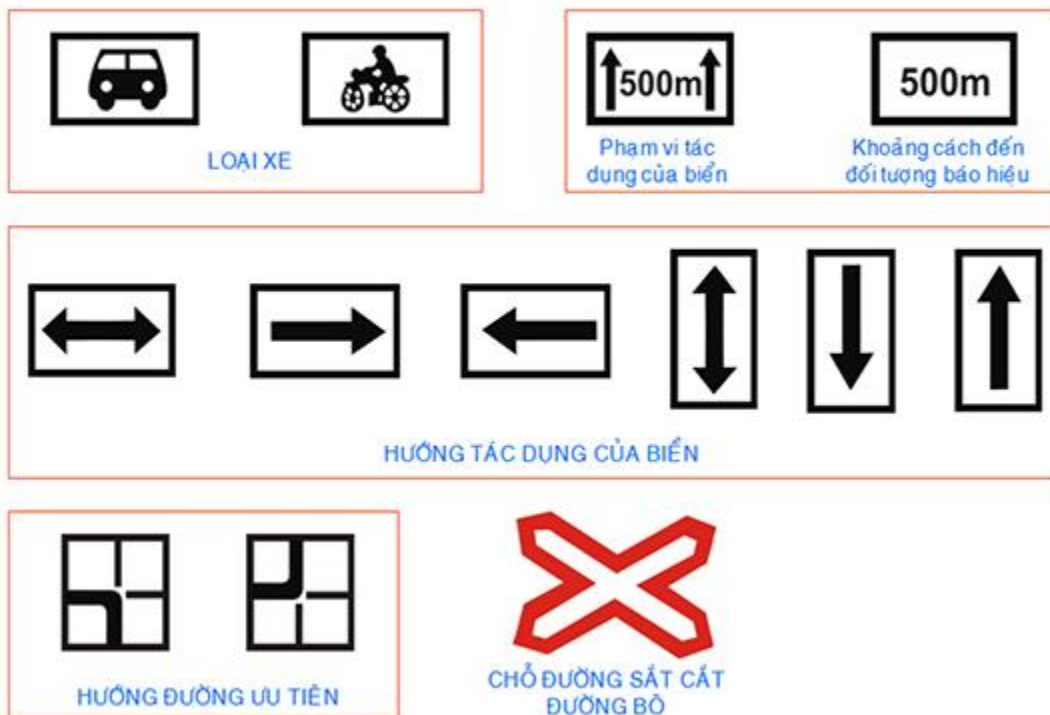 LOẠI XE
500m
500m
Phạm vi tác
dụng của biển
Khoảng cách đến
đối tượng báo hiệu
HƯỚNG TÁC DỤNG CỦA BIỂN
HƯỚNG ĐƯỜNG ƯU TIÊN
CHỖ ĐƯỜNG SẮT CẮT
ĐƯỜNG BỘ